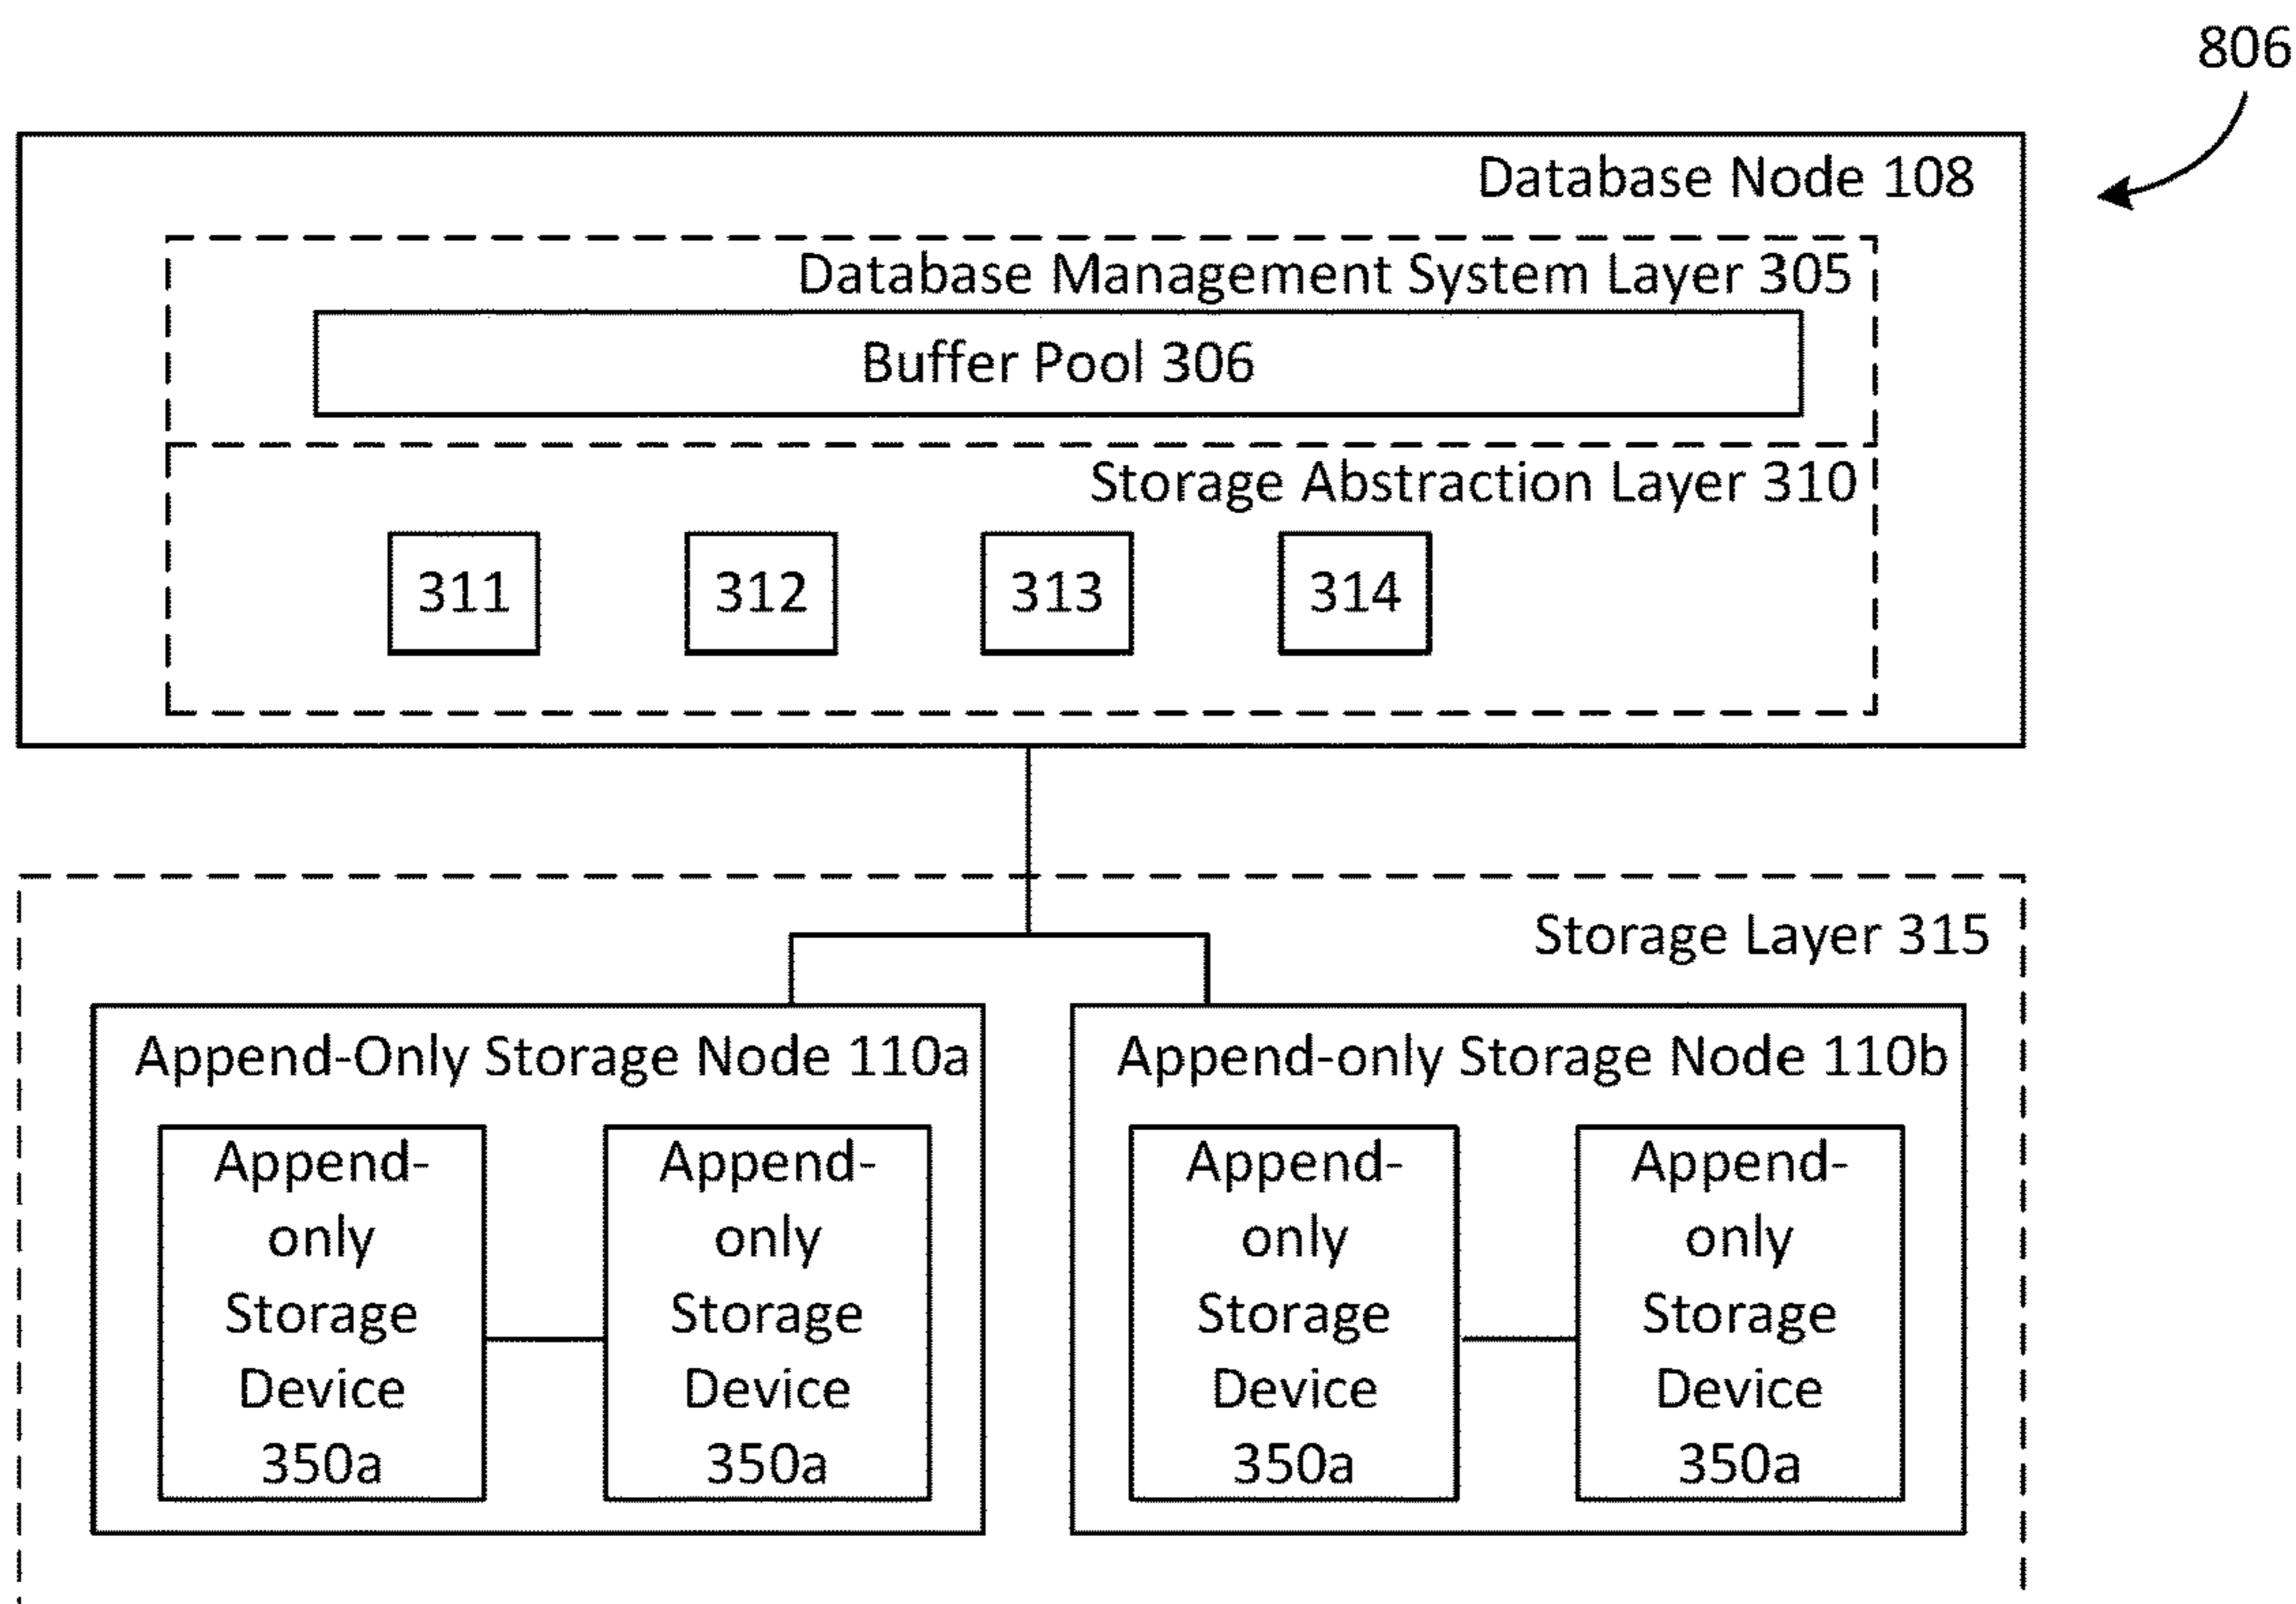 806
Database Node 108
Database Management System Layer 305
Buffer Pool 306
Storage Abstraction Layer 310
311
312
313
314
Storage Layer 315
Append-Only Storage Node 110a
Append-
only
Storage
Device
350a
Append-
only
Storage
Device
350a
Append-only Storage Node 110b
Append-
only
Storage
Device
350a
Append-
only
Storage
Device
350a